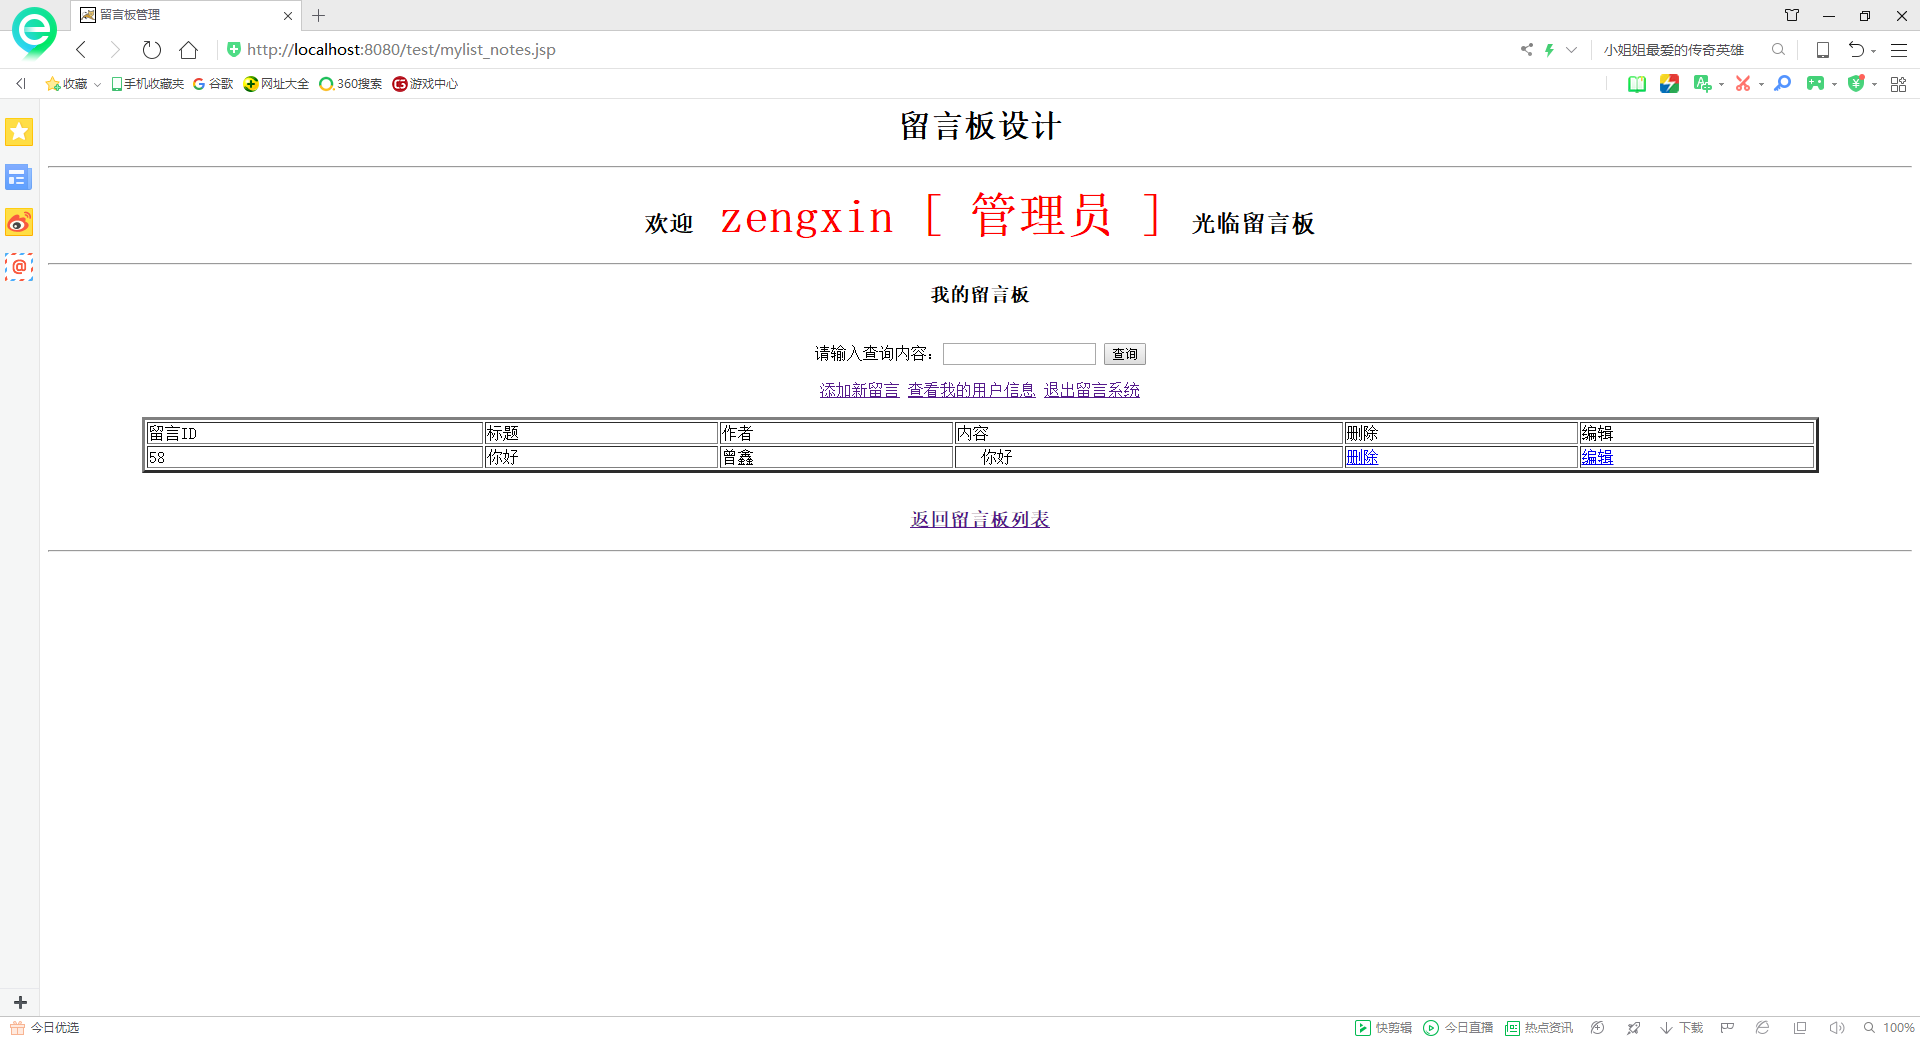 留言板管理
http://localhost:8080/test/mylist_notes.jsp
小姐姐最爱的传奇英雄
收藏 手机收藏夹 谷歌 网址大全 360搜索 游戏中心
留言板设计
欢迎 zengxin [ 管理员 ] 光临留言板
我的留言板
请输入查询内容： 查询
添加新留言 查看我的用户信息 退出留言系统
留言ID 标题 作者 内容 删除 编辑
58 你好 曾鑫 你好 删除 编辑
返回留言板列表
今日优选 快剪辑 今日直播 热点资讯 下载 100%